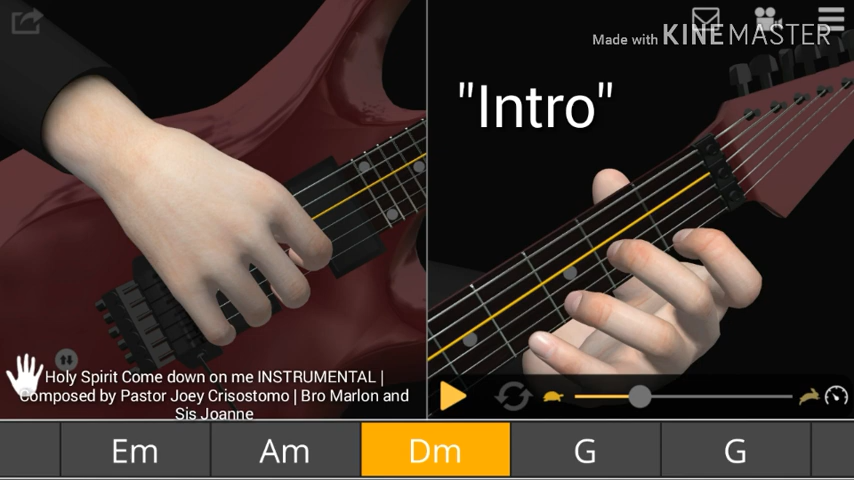 Made with KINEMASTER
"Intro"
Holy Spirit Come down on me INSTRUMENTAL |
Composed by Pastor Joey Crisostomo | Bro Marlon and
Sis Joanne
Em Am Dm G G